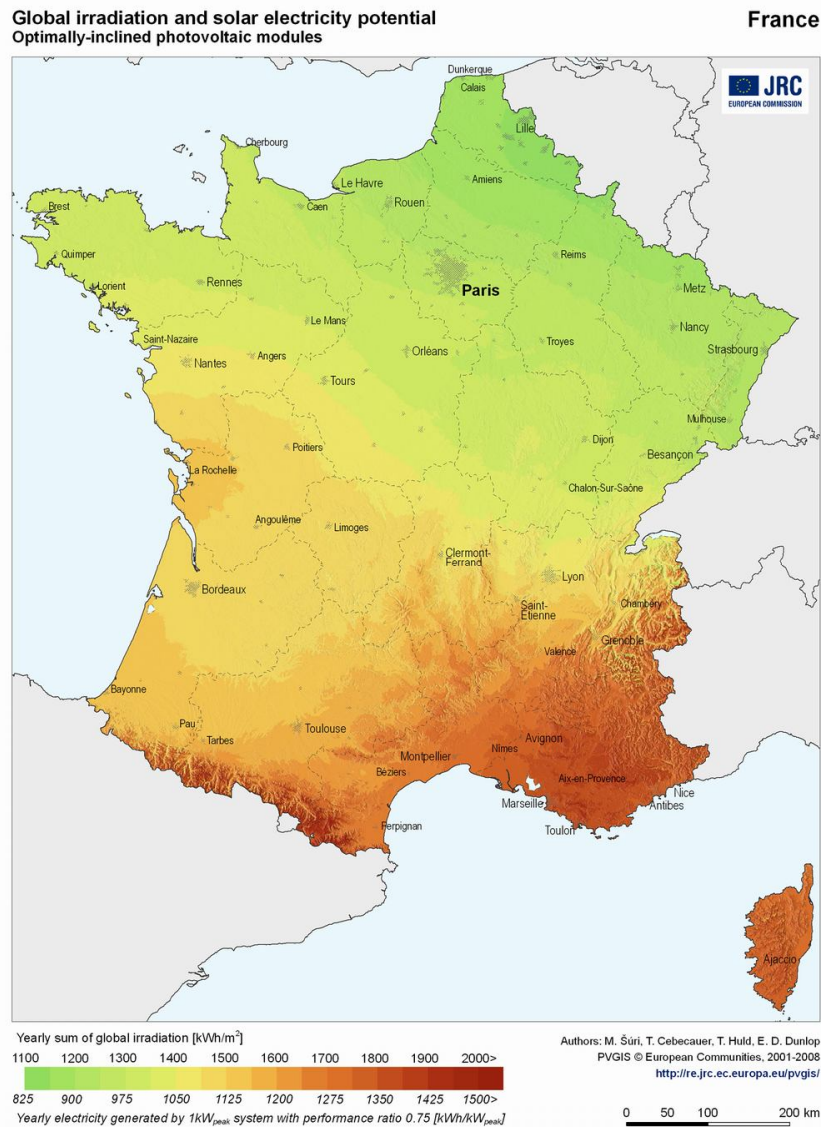 Global irradiation and solar electricity potential
Optimally-inclined photovoltaic modules
France
JRC
EUROPEAN COMMISSION
Dunkerque
Calais
Lille
Cherbourg
Amiens
Le Havre
Rouen
Caen
Brest
Reims
Quimper
Paris
Metz
Lorient
Rennes
Le Mans
Nancy
Saint-Nazaire
Troyes
Strasbourg
Orléans
Angers
Nantes
Tours
Mulhouse
Dijon
Poitiers
Besançon
La Rochelle
Chalon-Sur-Saône
Angoulême
Limoges
Clermont-
Ferrand
Lyon
Bordeaux
Chambéry
Saint-
Etienne
Grenoble
Valence
Bayonne
Pau
Toulouse
Tarbes
Avignon
Nîmes
Montpellier
Béziers
Aix-en-Provence
Nice
Marseille
Antibes
Perpignan
Toulon
Ajaccio
Yearly sum of global irradiation [kWh/m²]
1100 1200 1300 1400 1500 1600 1700 1800 1900 2000>
825 900 975 1050 1125 1200 1275 1350 1425 1500>
Yearly electricity generated by 1kWpeak system with performance ratio 0.75 [kWh/kWpeak]
Authors: M. Šúri, T. Cebecauer, T. Huld, E. D. Dunlop
PVGIS © European Communities, 2001-2008
http://re.jrc.ec.europa.eu/pvgis/
0 50 100 200 km